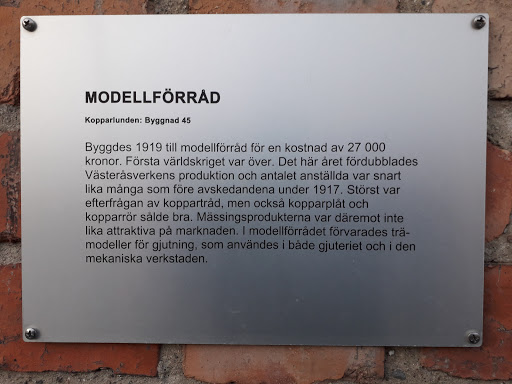 MODELLFÖRRÅD
Kopparlunden: Byggnad 45
Byggdes 1919 till modellförråd för en kostnad av 27 000
kronor. Första världskriget var över. Det här året fördubblades
Västeråsverkens produktion och antalet anställda var snart
lika många som före avskedandena under 1917. Störst var
efterfrågan av koppartråd, men också kopparplåt och
kopparrör sålde bra. Mässingsprodukterna var däremot inte
lika attraktiva på marknaden. I modellförrådet förvarades trä-
modeller för gjutning, som användes i både gjuteriet och i den
mekaniska verkstaden.